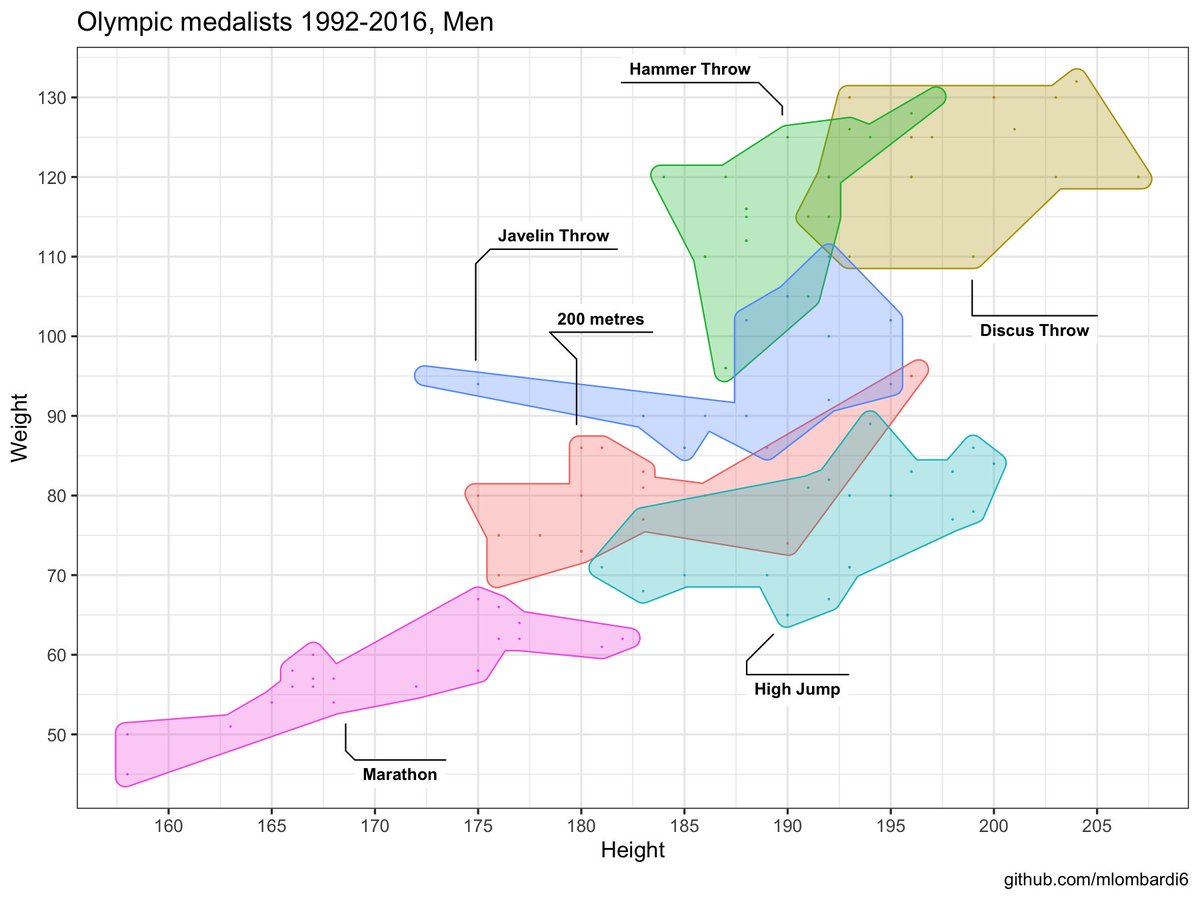 Olympic medalists 1992-2016, Men
Hammer Throw
Javelin Throw
200 metres
Discus Throw
High Jump
Marathon
Weight
130
120
110
100
90
80
70
60
50
160 165 170 175 180 185 190 195 200 205
Height
github.com/mlombardi6